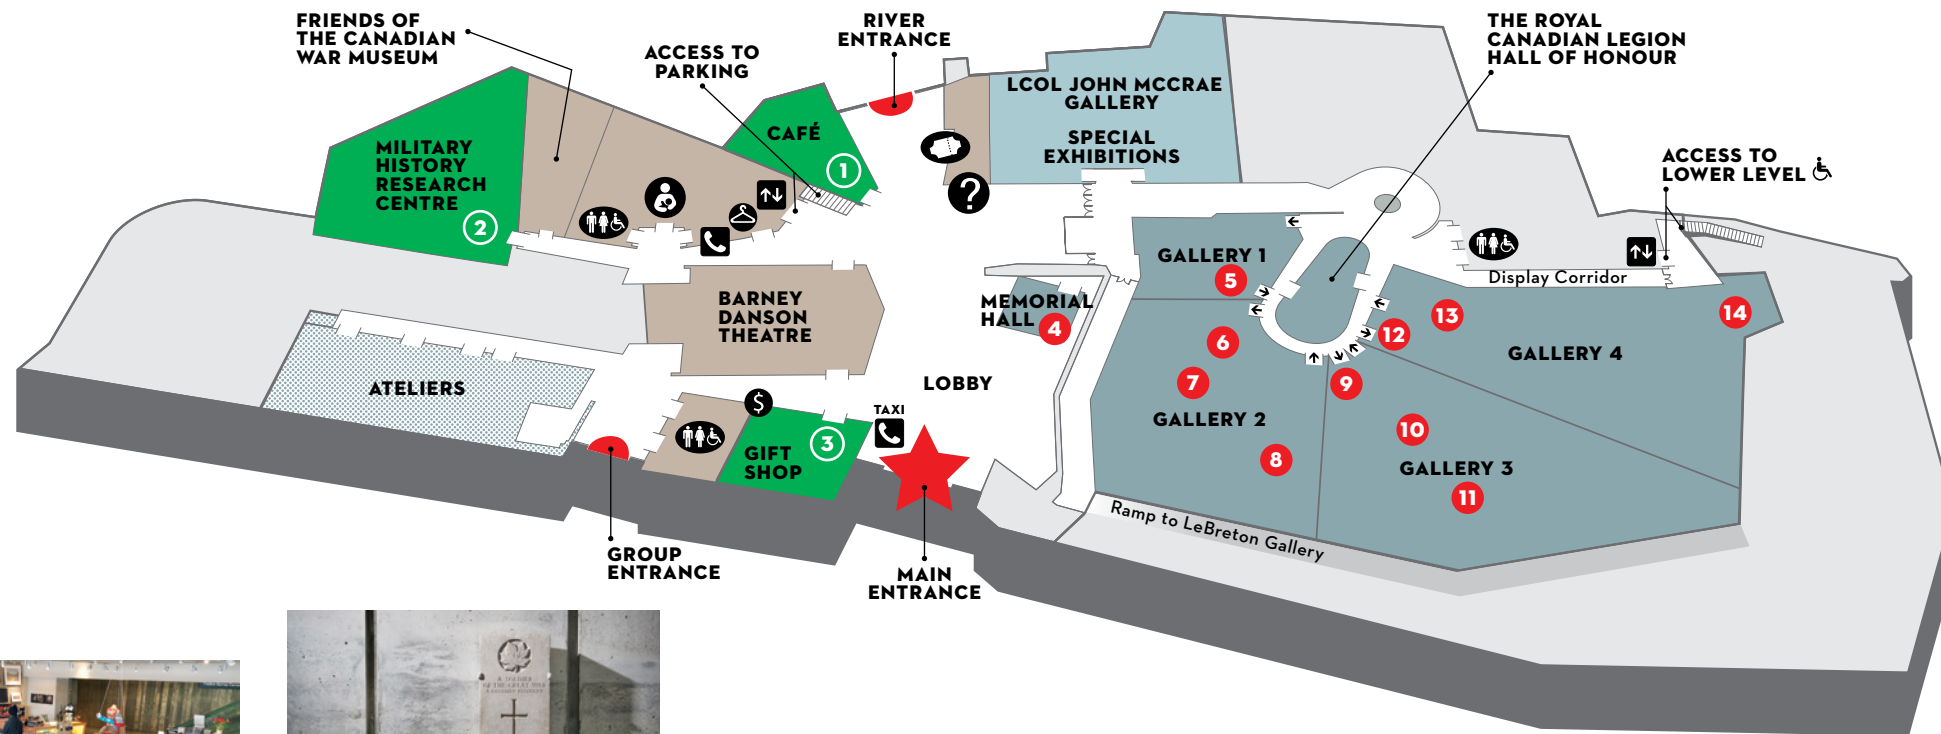 FRIENDS OF
THE CANADIAN
WAR MUSEUM
ACCESS TO
PARKING
RIVER
ENTRANCE
THE ROYAL
CANADIAN LEGION
HALL OF HONOUR
LCOL JOHN MCCRAE
GALLERY
SPECIAL
EXHIBITIONS
CAFÉ
1
MILITARY
HISTORY
RESEARCH
CENTRE
2
?
ACCESS TO
LOWER LEVEL
GALLERY 1
5
Display Corridor
BARNEY
DANSON
THEATRE
MEMORIAL
HALL
4
6
7
GALLERY 2
8
9
12
13
14
GALLERY 4
10
GALLERY 3
11
ATELIERS
LOBBY
$
TAXI
GIFT
SHOP
3
Ramp to LeBreton Gallery
GROUP
ENTRANCE
MAIN
ENTRANCE